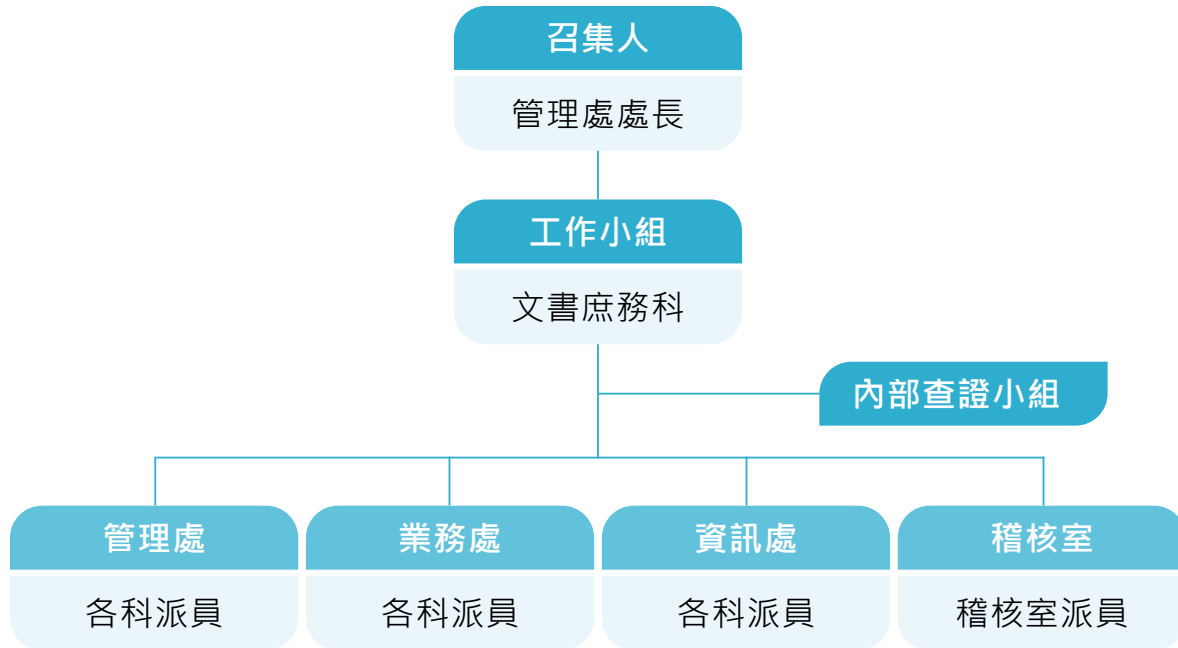 召集人
管理處處長
工作小組
文書庶務科
內部查證小組
管理處
業務處
資訊處
稽核室
各科派員
各科派員
各科派員
稽核室派員